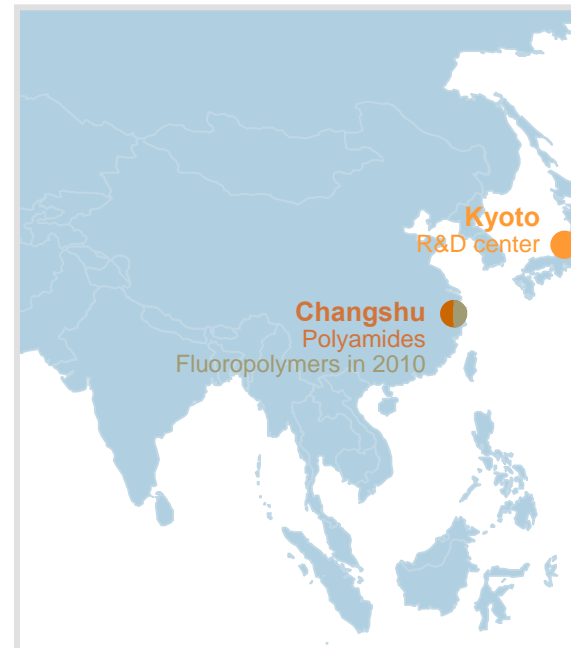 Kyoto
R&D center
Changshu
Polyamides
Fluoropolymers in 2010